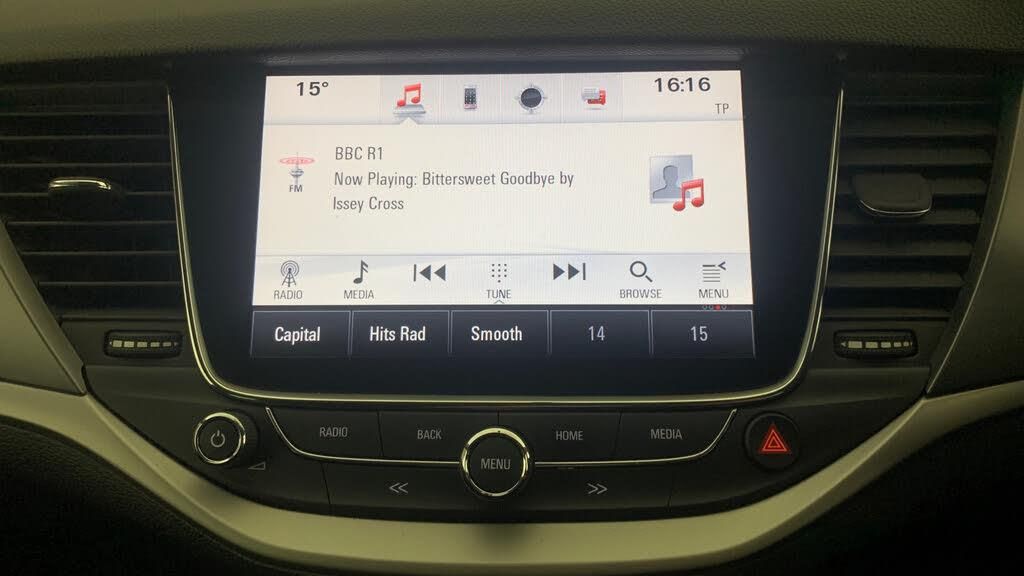 15° 16:16
TP
BBC R1
Now Playing: Bittersweet Goodbye by
Issey Cross
FM
RADIO MEDIA TUNE BROWSE MENU
Capital Hits Rad Smooth 14 15
RADIO BACK HOME MEDIA
MENU